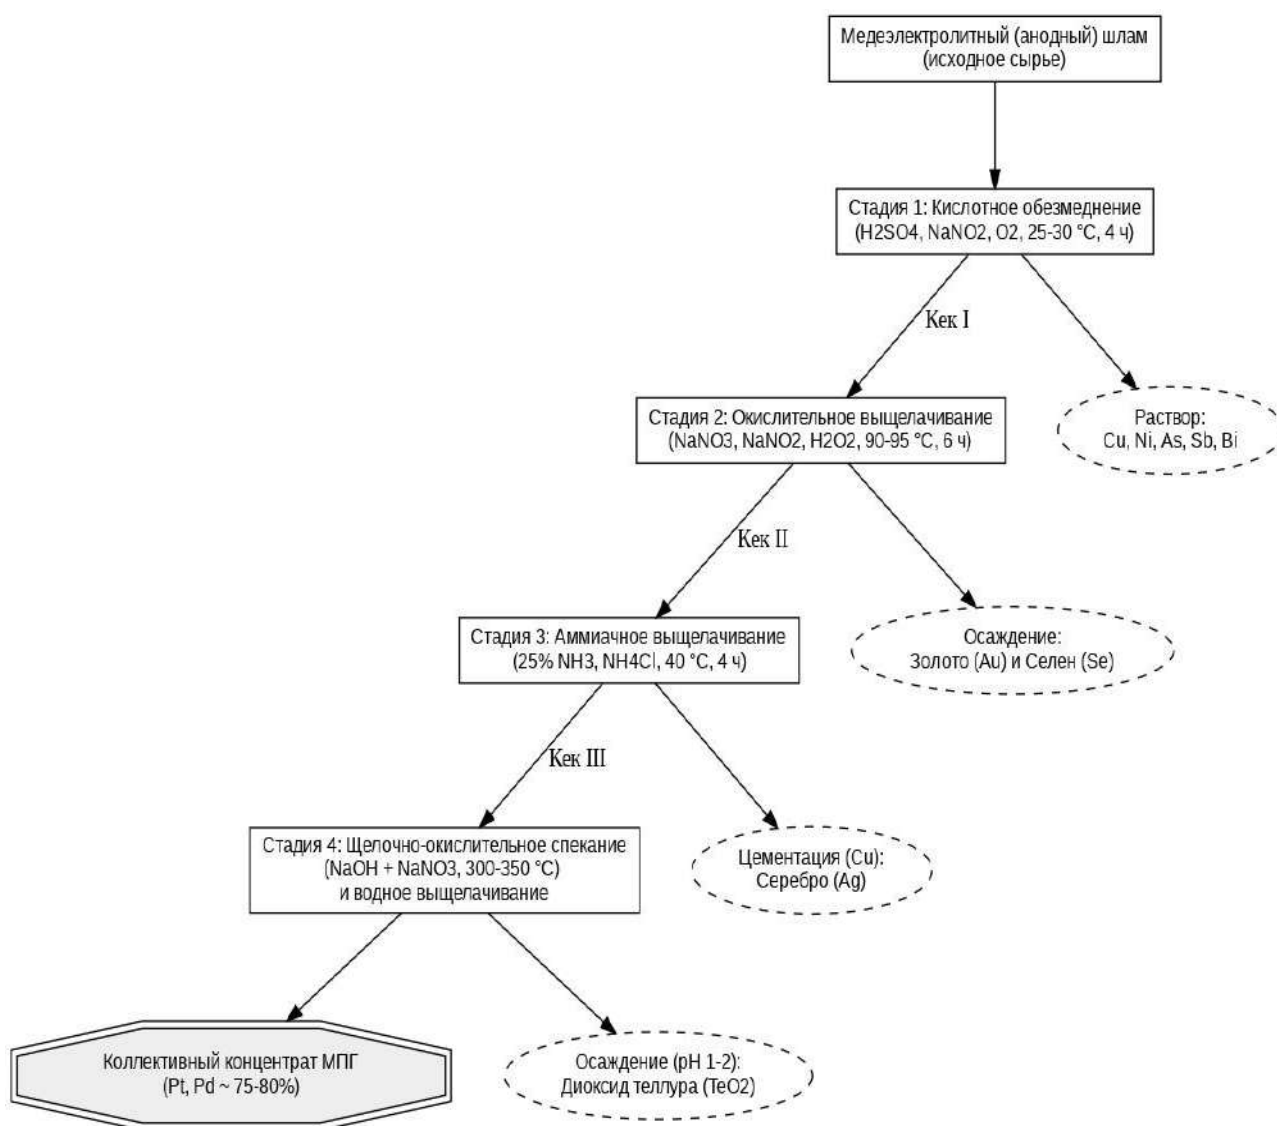 Медеэлектролитный (анодный) шлам
(исходное сырье)
Стадия 1: Кислотное обезмеднение
(H2SO4, NaNO2, O2, 25-30 °C, 4 ч)
Кек I
Стадия 2: Окислительное выщелачивание
(NaNO3, NaNO2, H2O2, 90-95 °C, 6 ч)
Раствор:
Cu, Ni, As, Sb, Bi
Кек II
Стадия 3: Аммиачное выщелачивание
(25% NH3, NH4Cl, 40 °C, 4 ч)
Осаждение:
Золото (Au) и Селен (Se)
Кек III
Стадия 4: Щелочно-окислительное спекание
(NaOH + NaNO3, 300-350 °C)
и водное выщелачивание
Цементация (Cu):
Серебро (Ag)
Коллективный концентрат МПГ
(Pt, Pd ~ 75-80%)
Осаждение (pH 1-2):
Диоксид теллура (TeO2)